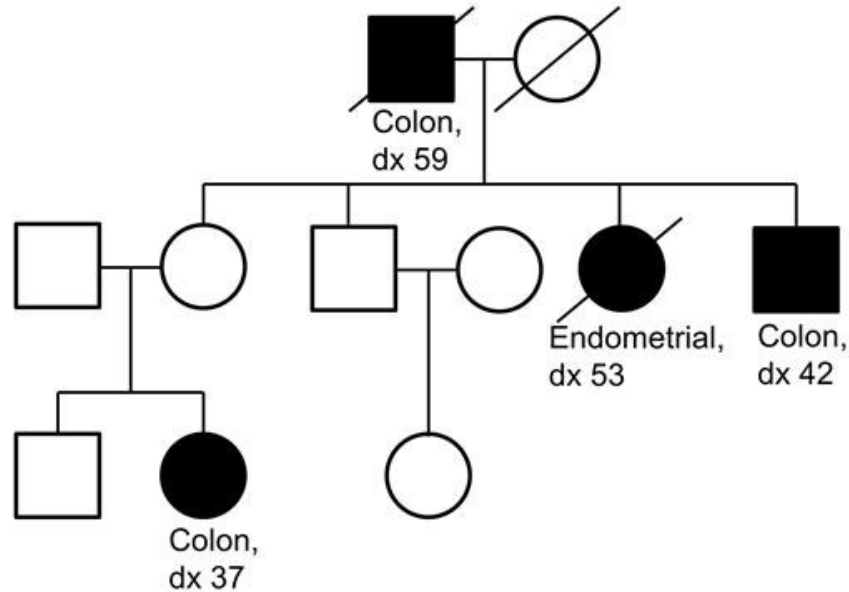 Colon,
dx 59
Endometrial,
dx 53
Colon,
dx 42
Colon,
dx 37